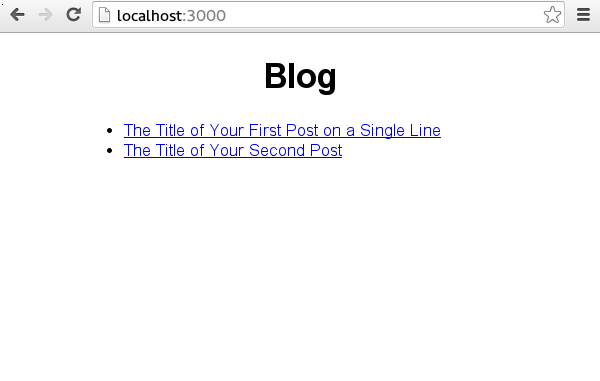 localhost:3000
Blog
The Title of Your First Post on a Single Line
The Title of Your Second Post